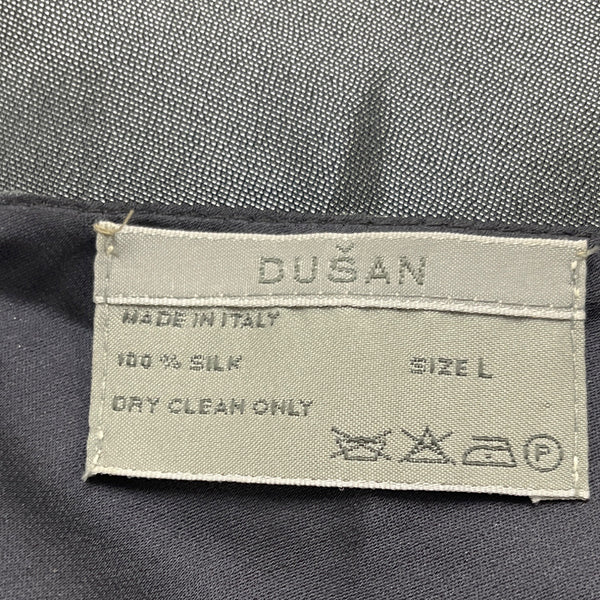 DUŠAN
MADE IN ITALY
100 % SILK SIZE L
DRY CLEAN ONLY
P